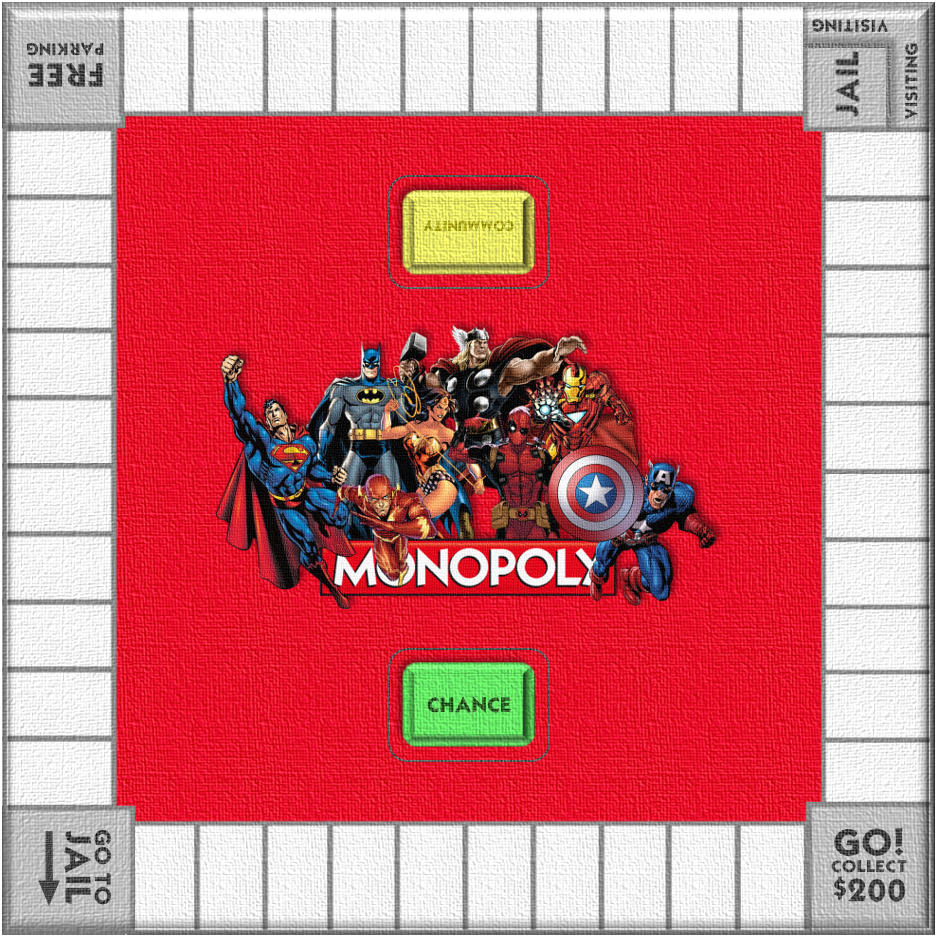 FREE
PARKING
VISITING
JAIL
VISITING
COMMUNITY
MONOPOLY
CHANCE
GO TO
JAIL
GO!
COLLECT
$200